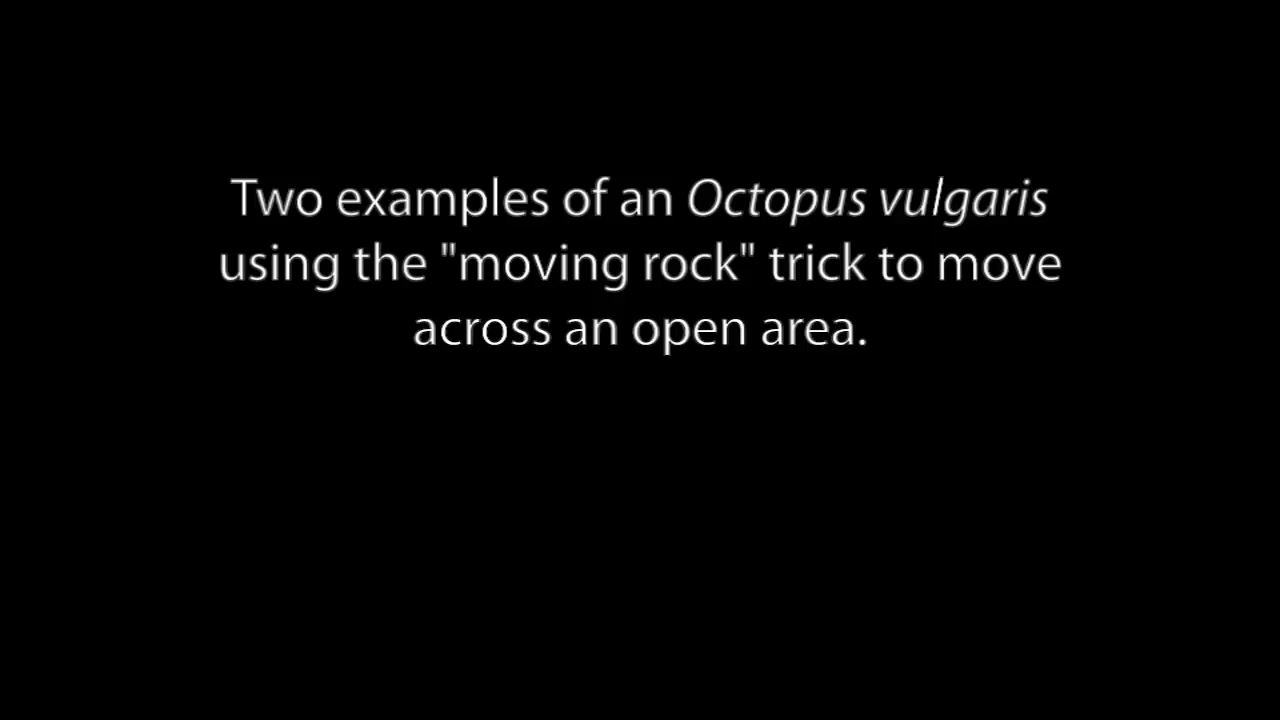 Two examples of an Octopus vulgaris
using the "moving rock" trick to move
across an open area.